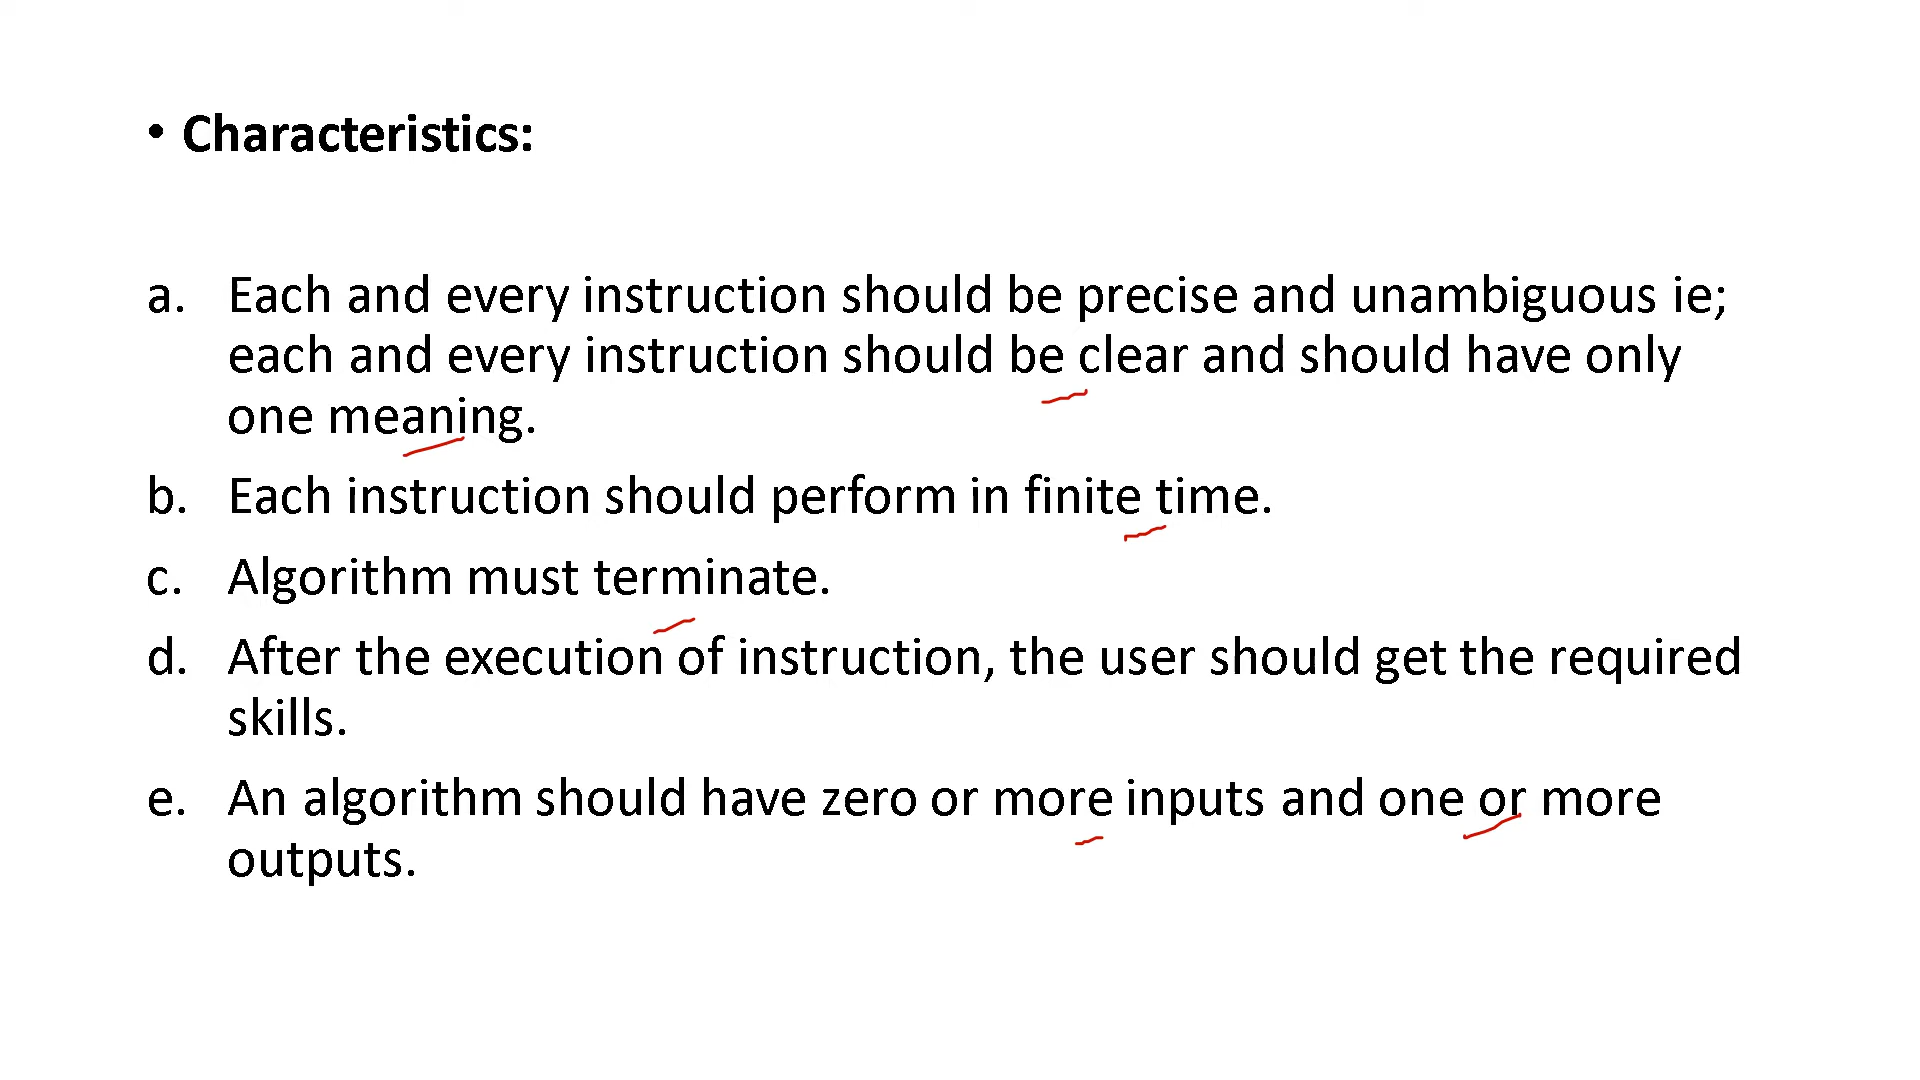 • Characteristics:
a. Each and every instruction should be precise and unambiguous ie;
each and every instruction should be clear and should have only
one meaning.
b. Each instruction should perform in finite time.
c. Algorithm must terminate.
d. After the execution of instruction, the user should get the required
skills.
e. An algorithm should have zero or more inputs and one or more
outputs.